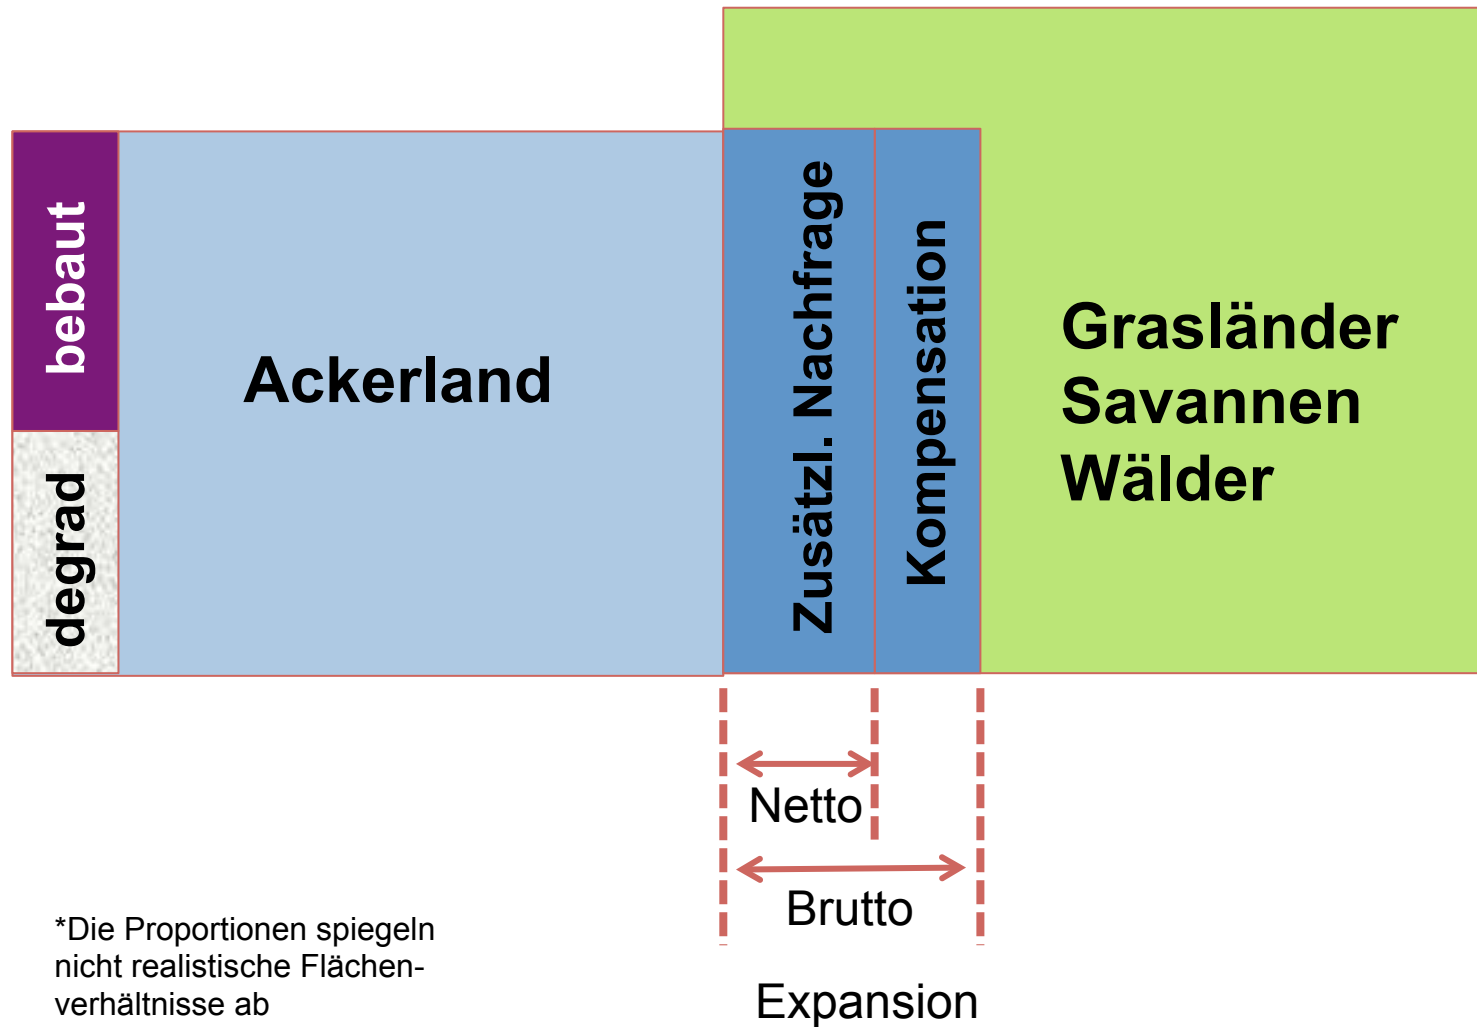 bebaut
degrad
Ackerland
Zusätzl. Nachfrage
Kompensation
Grasländer
Savannen
Wälder
Netto
Brutto
Expansion
*Die Proportionen spiegeln
nicht realistische Flächen-
verhältnisse ab